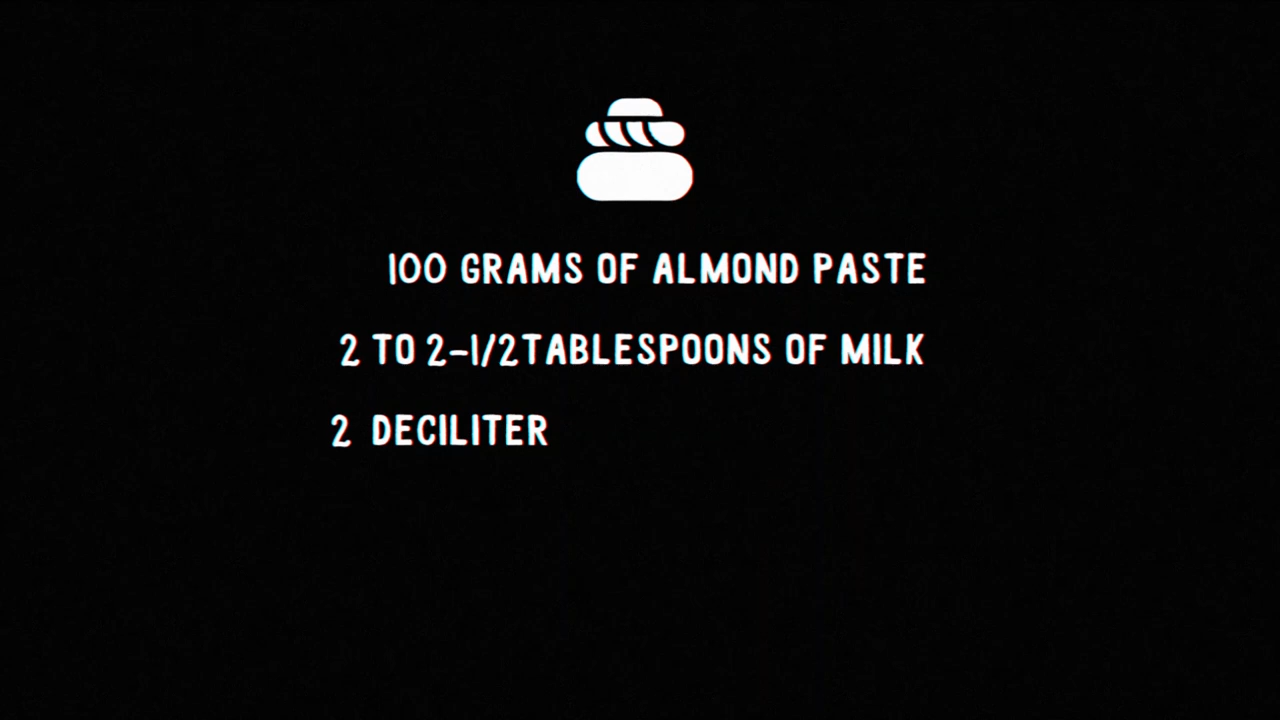 100 GRAMS OF ALMOND PASTE
2 TO 2-1/2TABLESPOONS OF MILK
2 DECILITER